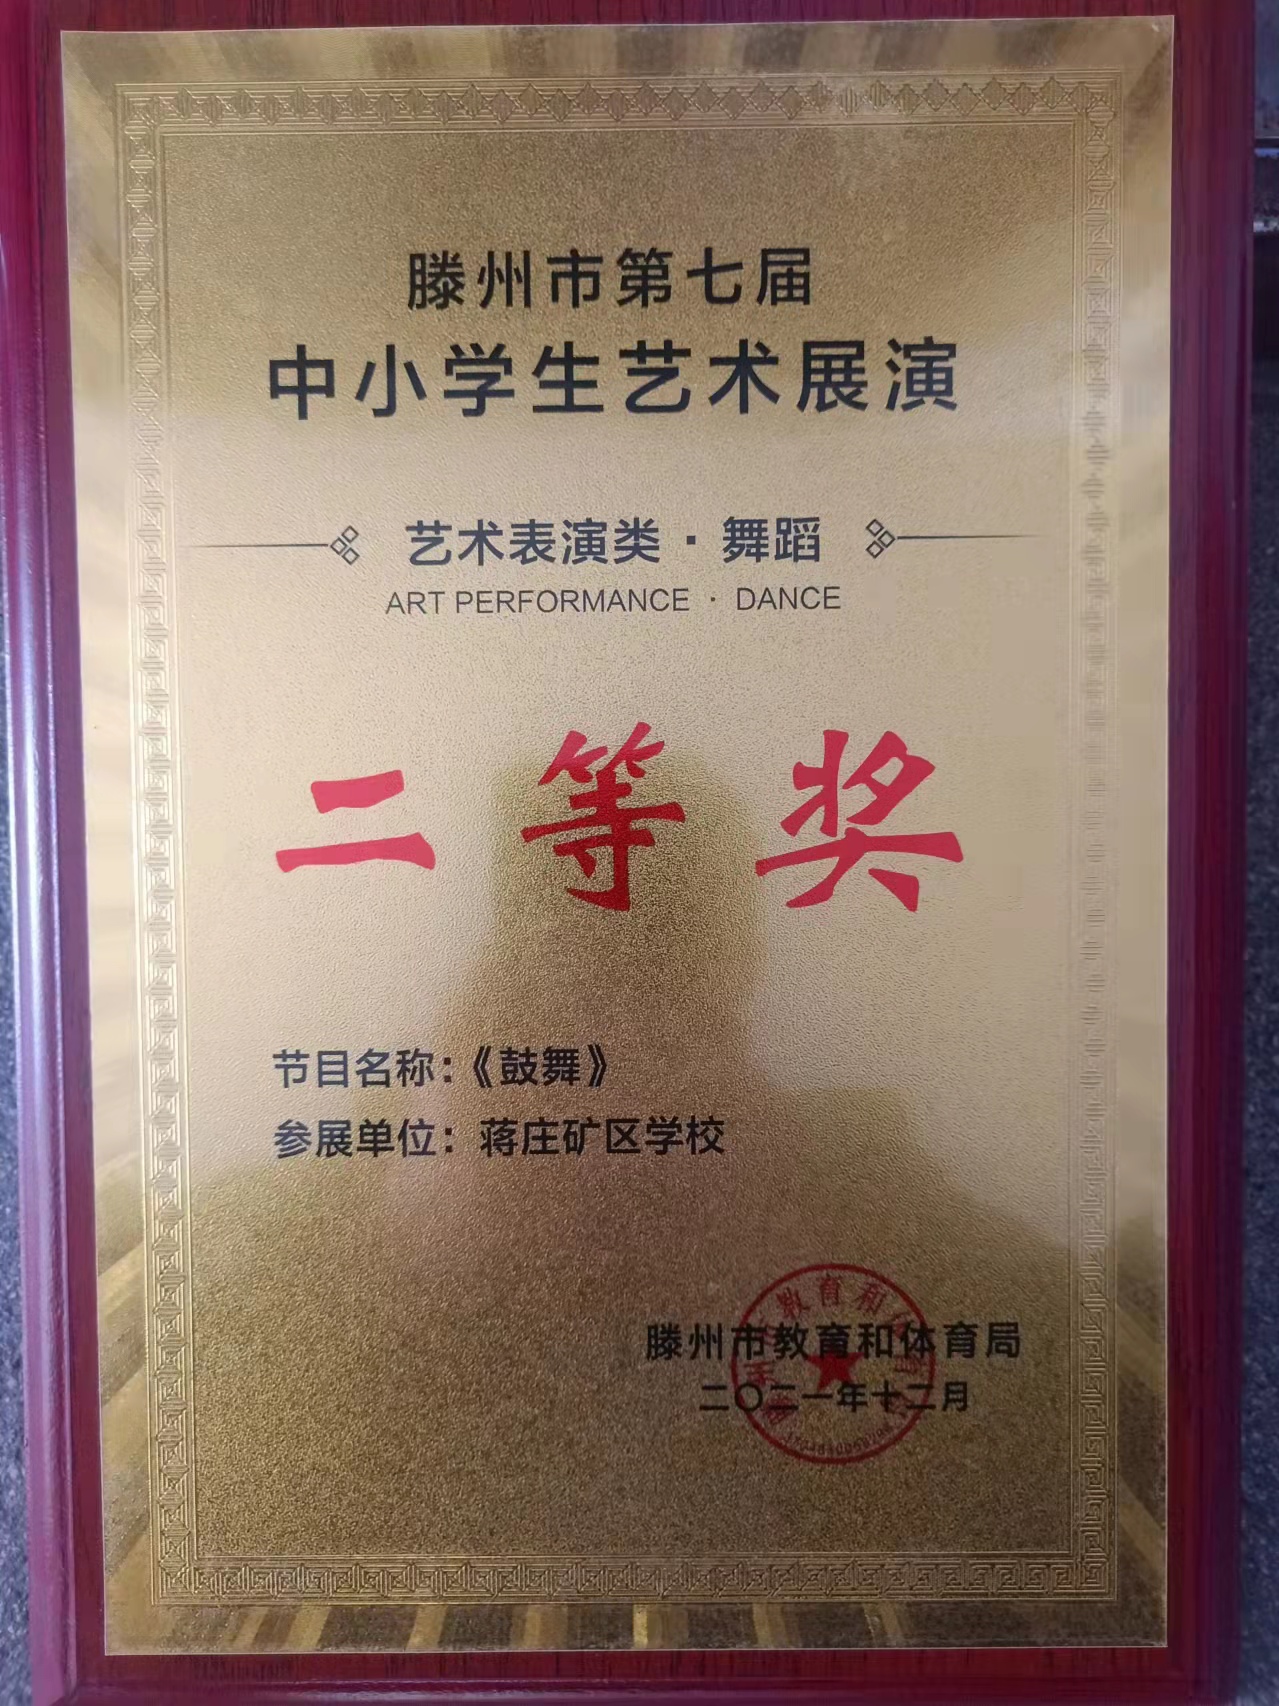 滕州市第七届
中小学生艺术展演
艺术表演类·舞蹈
ART PERFORMANCE · DANCE
二等奖
节目名称：《鼓舞》
参展单位：蒋庄矿区学校
滕州市教育和体育局
二〇二一年十二月